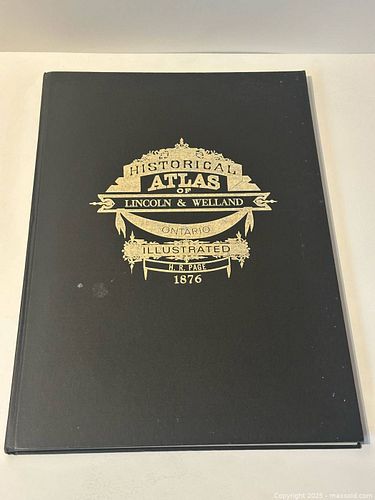 HISTORICAL
ATLAS
OF
LINCOLN & WELLAND
ONTARIO
ILLUSTRATED
H. R. PAGE
1876
Copyright 2025 - maxsold.com